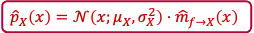 p̂_X(x) = 𝒩(x; μ_X, σ_X^2) · m̂_{f→X}(x)